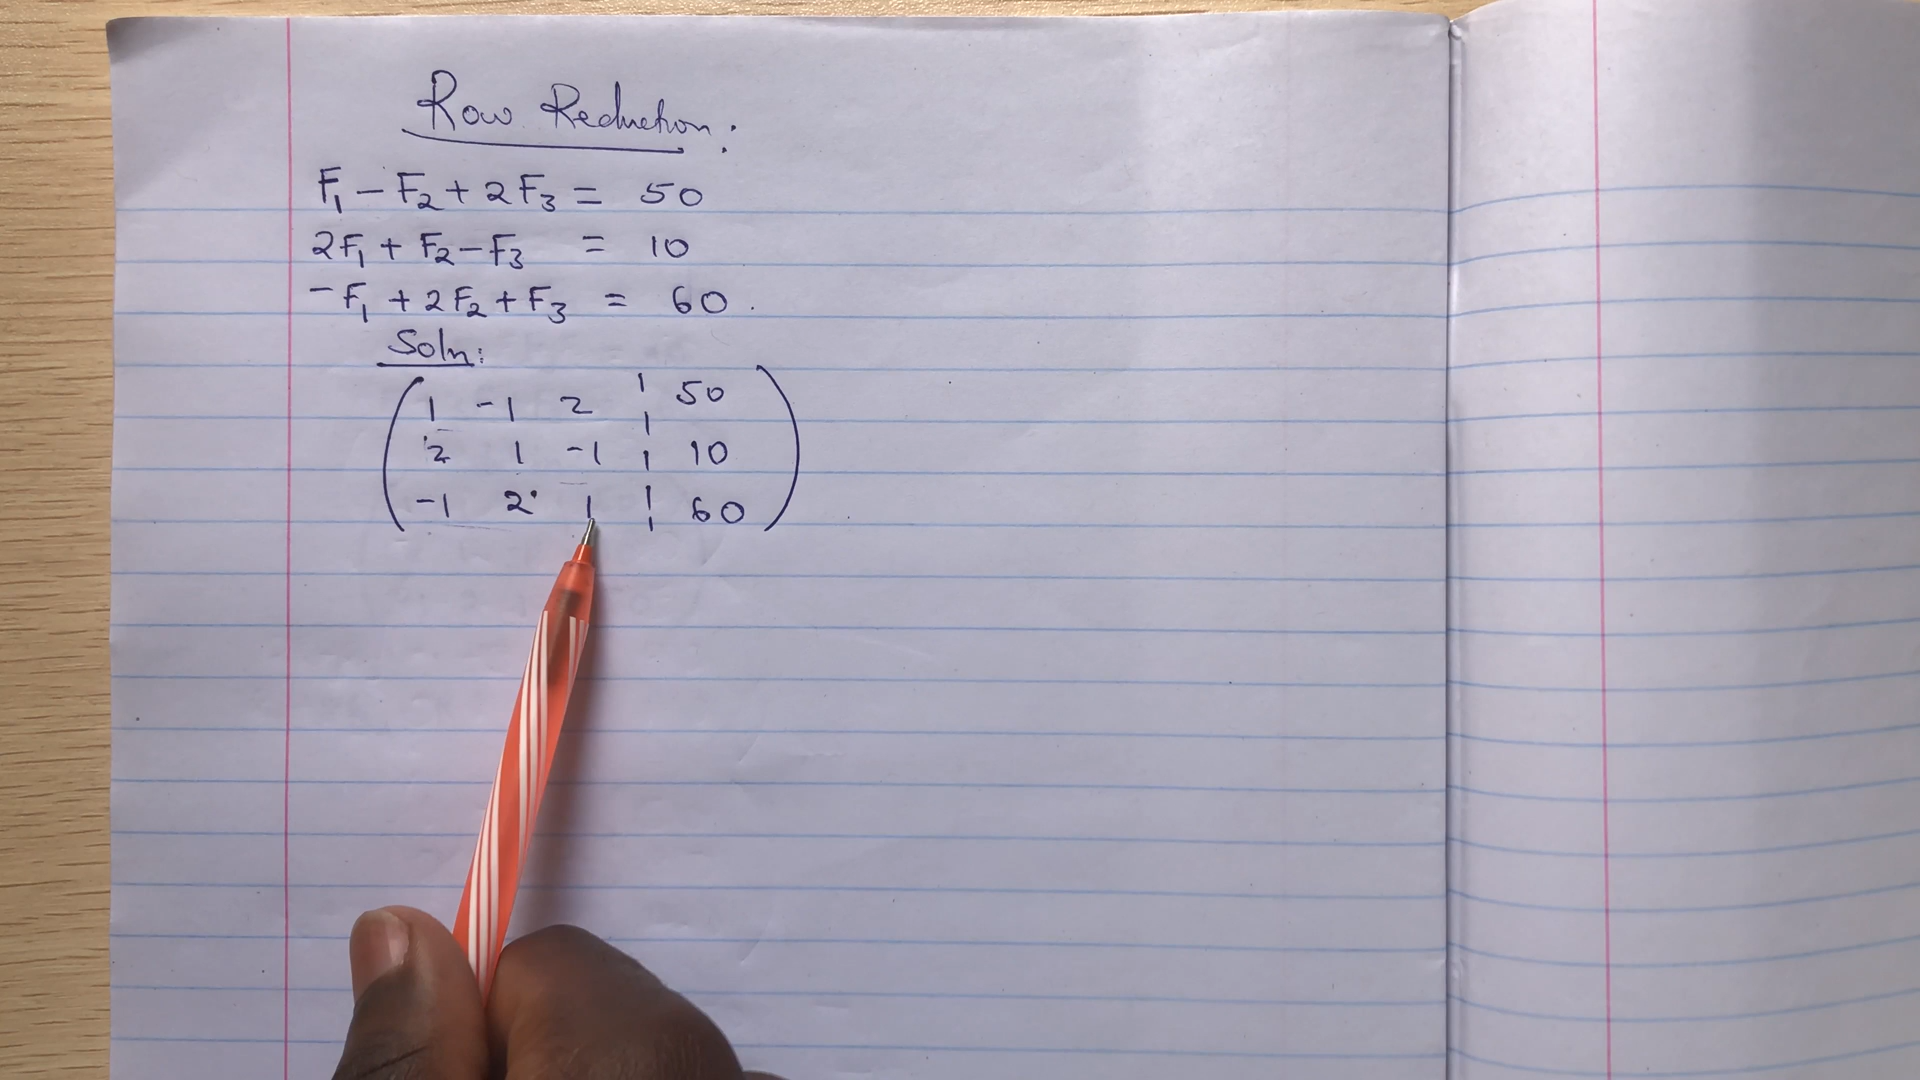 Row Reduction:
F₁ - F₂ + 2F₃ = 50
2F₁ + F₂ - F₃ = 10
-F₁ + 2F₂ + F₃ = 60.
Soln:
1 -1 2 ¦ 50
2 1 -1 ¦ 10
-1 2 1 ¦ 60